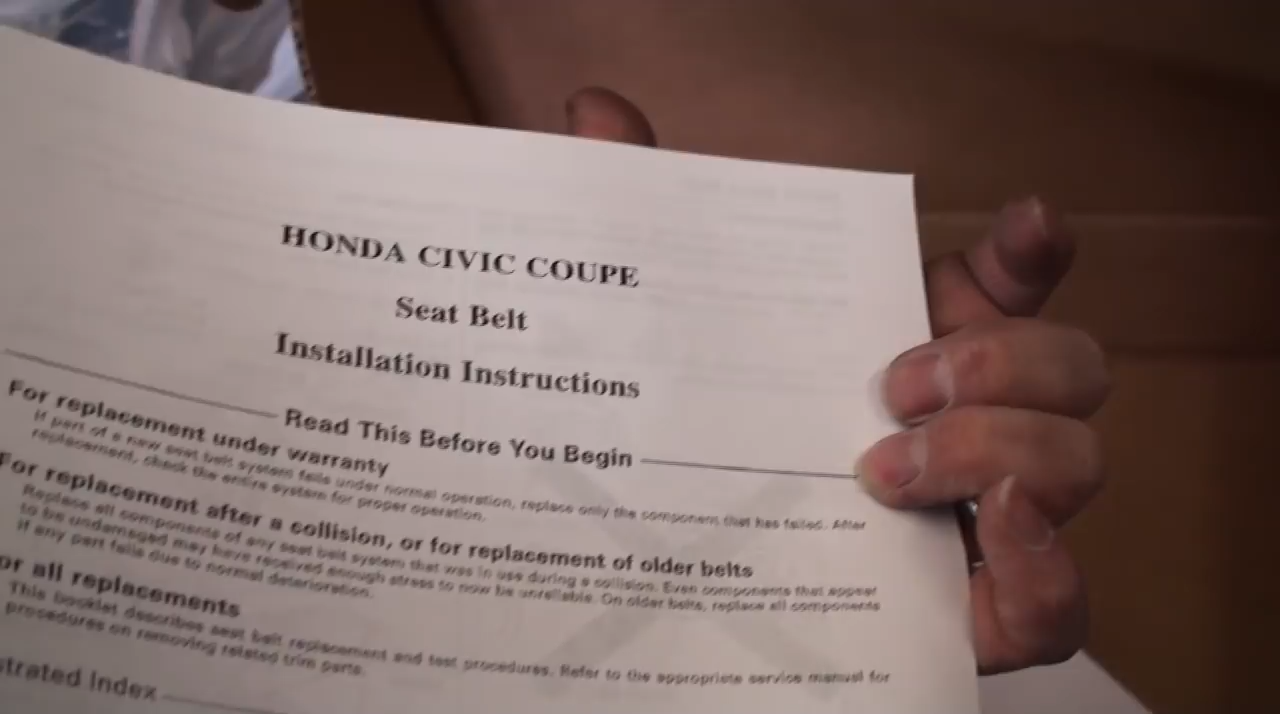 HONDA CIVIC COUPE
Seat Belt
Installation Instructions
Read This Before You Begin
For replacement under warranty
If part of a new seat belt system fails under normal operation, replace only the component that has failed. After
replacement, check the entire system for proper operation.
For replacement after a collision, or for replacement of older belts
Replace all components of any seat belt system that was in use during a collision. Even components that appear
to be undamaged may have received enough stress to now be unreliable. On older belts, replace all components
if any part fails due to normal deterioration.
or all replacements
This booklet describes seat belt replacement and test procedures. Refer to the appropriate service manual for
procedures on removing related trim parts.
strated Index